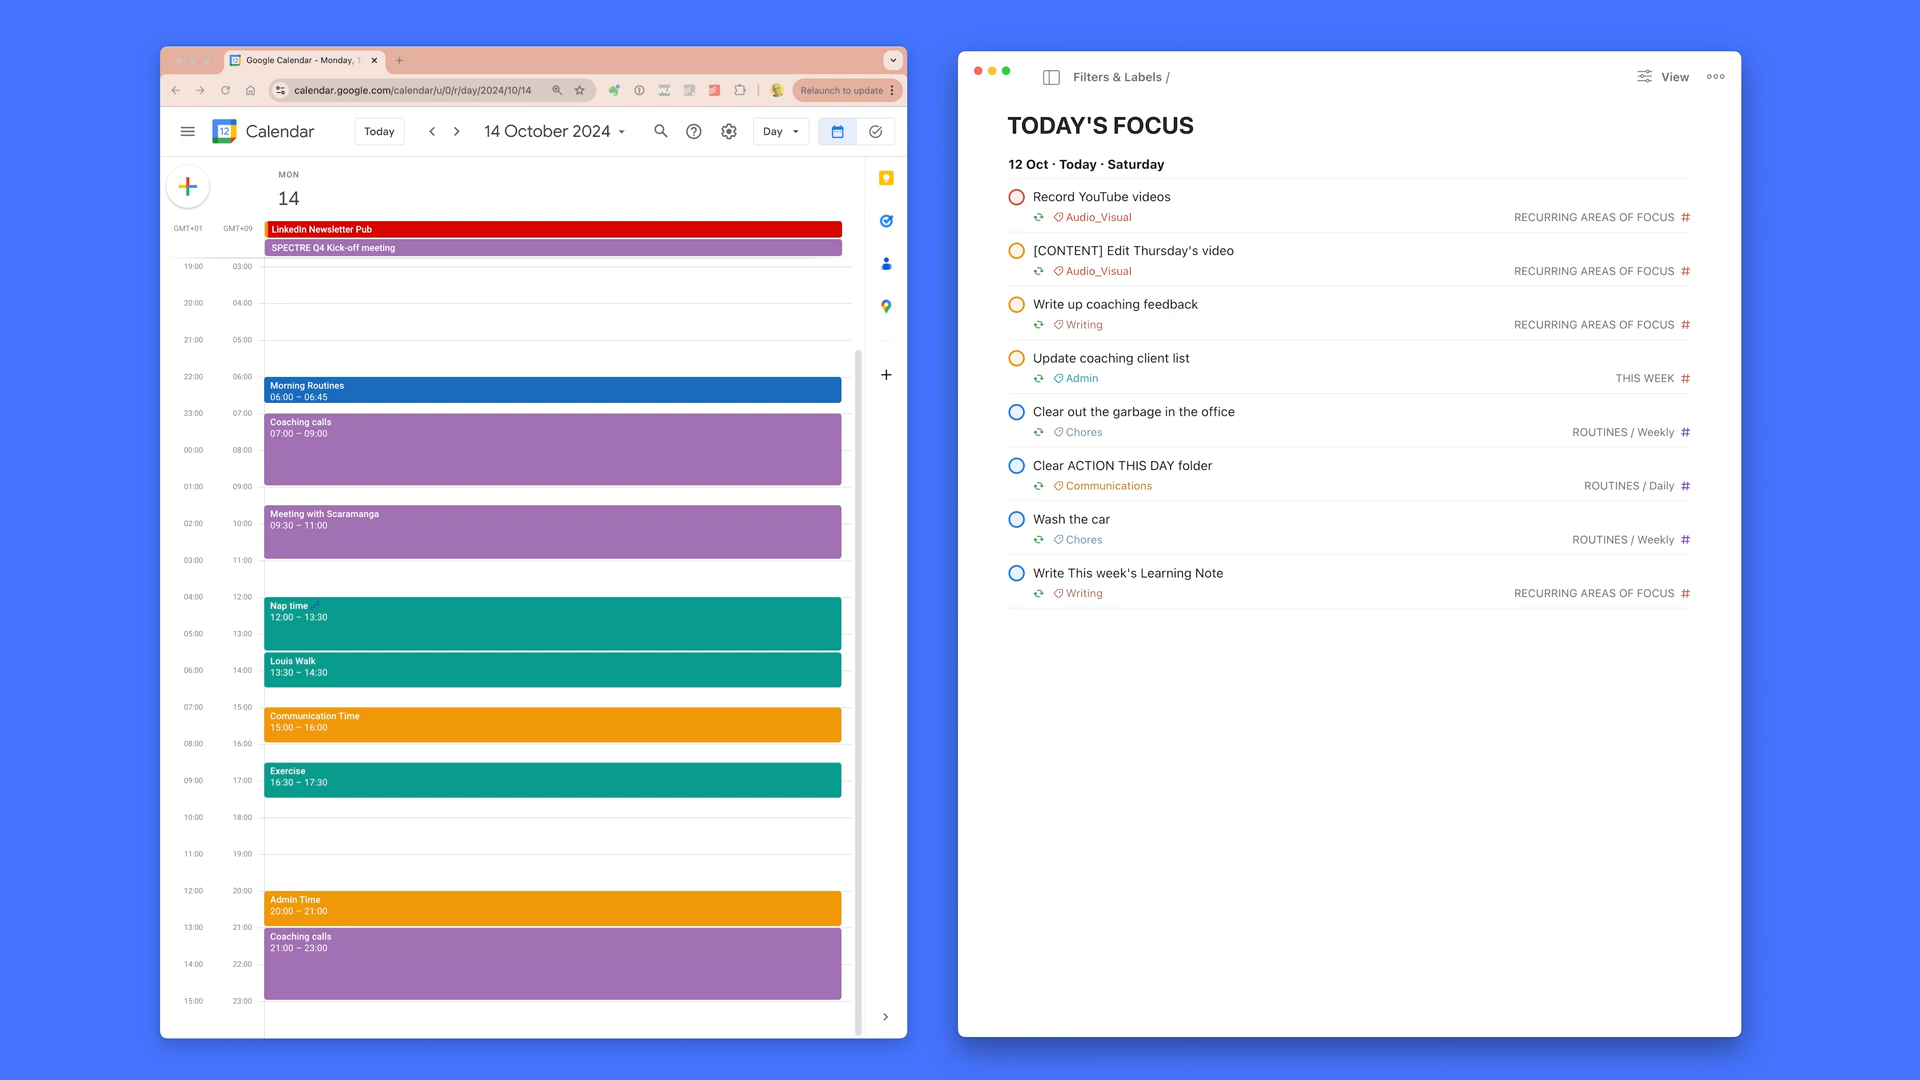 Google Calendar - Monday, 1
calendar.google.com/calendar/u/0/r/day/2024/10/14
Relaunch to update
12
Calendar
Today
14 October 2024
Day
MON
14
GMT+01 GMT+09
LinkedIn Newsletter Pub
SPECTRE Q4 Kick-off meeting
19:00 03:00
20:00 04:00
21:00 05:00
22:00 06:00
Morning Routines
06:00 – 06:45
23:00 07:00
Coaching calls
07:00 – 09:00
00:00 08:00
01:00 09:00
Meeting with Scaramanga
09:30 – 11:00
02:00 10:00
03:00 11:00
04:00 12:00
Nap time
12:00 – 13:30
05:00 13:00
Louis Walk
13:30 – 14:30
06:00 14:00
07:00 15:00
Communication Time
15:00 – 16:00
08:00 16:00
Exercise
16:30 – 17:30
09:00 17:00
10:00 18:00
11:00 19:00
12:00 20:00
Admin Time
20:00 – 21:00
13:00 21:00
Coaching calls
21:00 – 23:00
14:00 22:00
15:00 23:00
Filters & Labels /
View
TODAY'S FOCUS
12 Oct · Today · Saturday
Record YouTube videos
Audio_Visual RECURRING AREAS OF FOCUS #
[CONTENT] Edit Thursday's video
Audio_Visual RECURRING AREAS OF FOCUS #
Write up coaching feedback
Writing RECURRING AREAS OF FOCUS #
Update coaching client list
Admin THIS WEEK #
Clear out the garbage in the office
Chores ROUTINES / Weekly #
Clear ACTION THIS DAY folder
Communications ROUTINES / Daily #
Wash the car
Chores ROUTINES / Weekly #
Write This week's Learning Note
Writing RECURRING AREAS OF FOCUS #